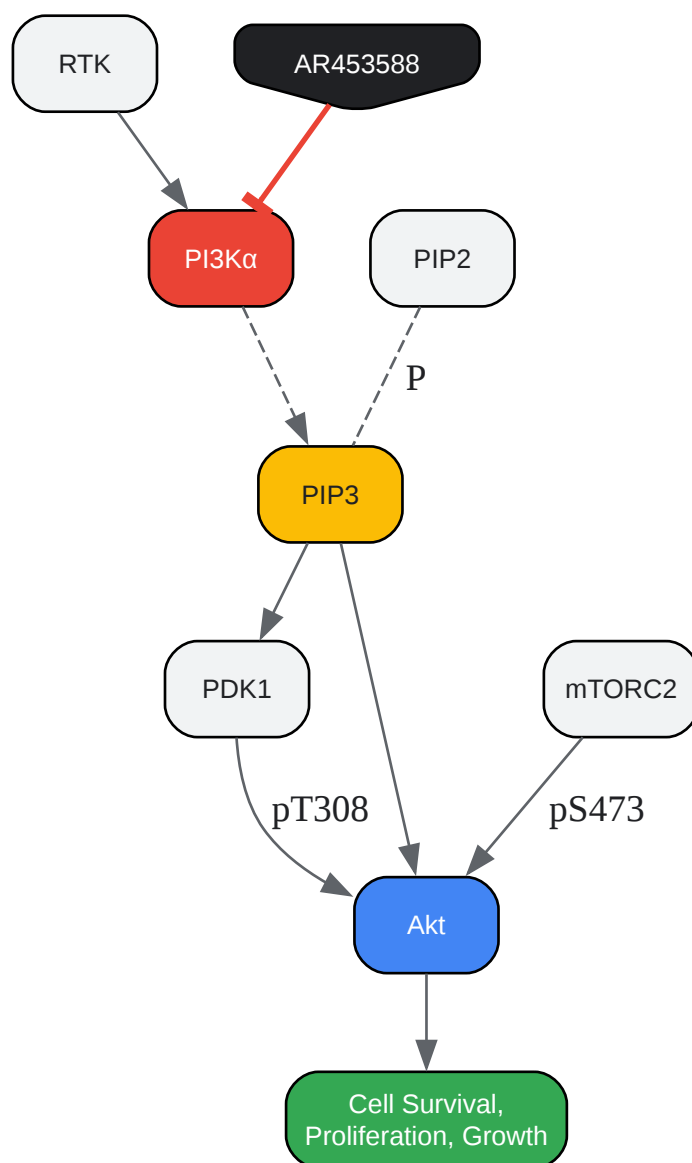 RTK
AR453588
PI3Kα
PIP2
P
PIP3
PDK1
mTORC2
pT308
pS473
Akt
Cell Survival,
Proliferation, Growth